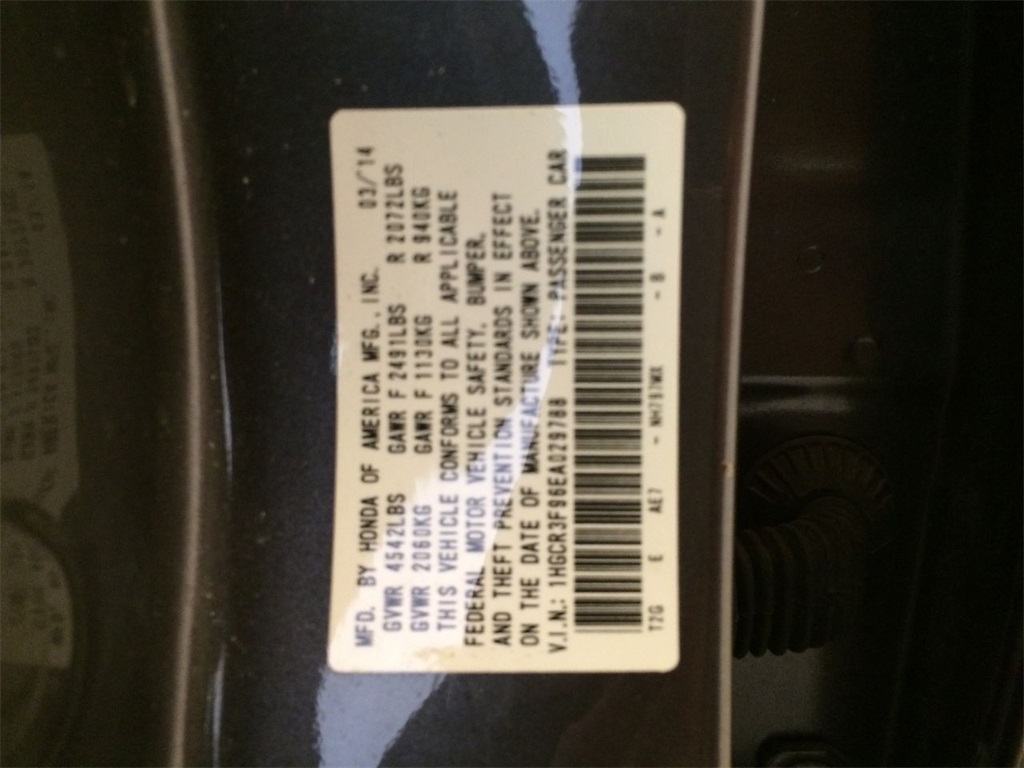 MFD. BY HONDA OF AMERICA MFG., INC. 03/14
GVWR 4542LBS GAWR F 2491LBS R 2072LBS
GVWR 2060KG GAWR F 1130KG R 940KG
THIS VEHICLE CONFORMS TO ALL APPLICABLE
FEDERAL MOTOR VEHICLE SAFETY, BUMPER,
AND THEFT PREVENTION STANDARDS IN EFFECT
ON THE DATE OF MANUFACTURE SHOWN ABOVE.
V.I.N.: 1HGCR3F96EA029788 TYPE: PASSENGER CAR
T2G E AE7 - NH797MX - B - A